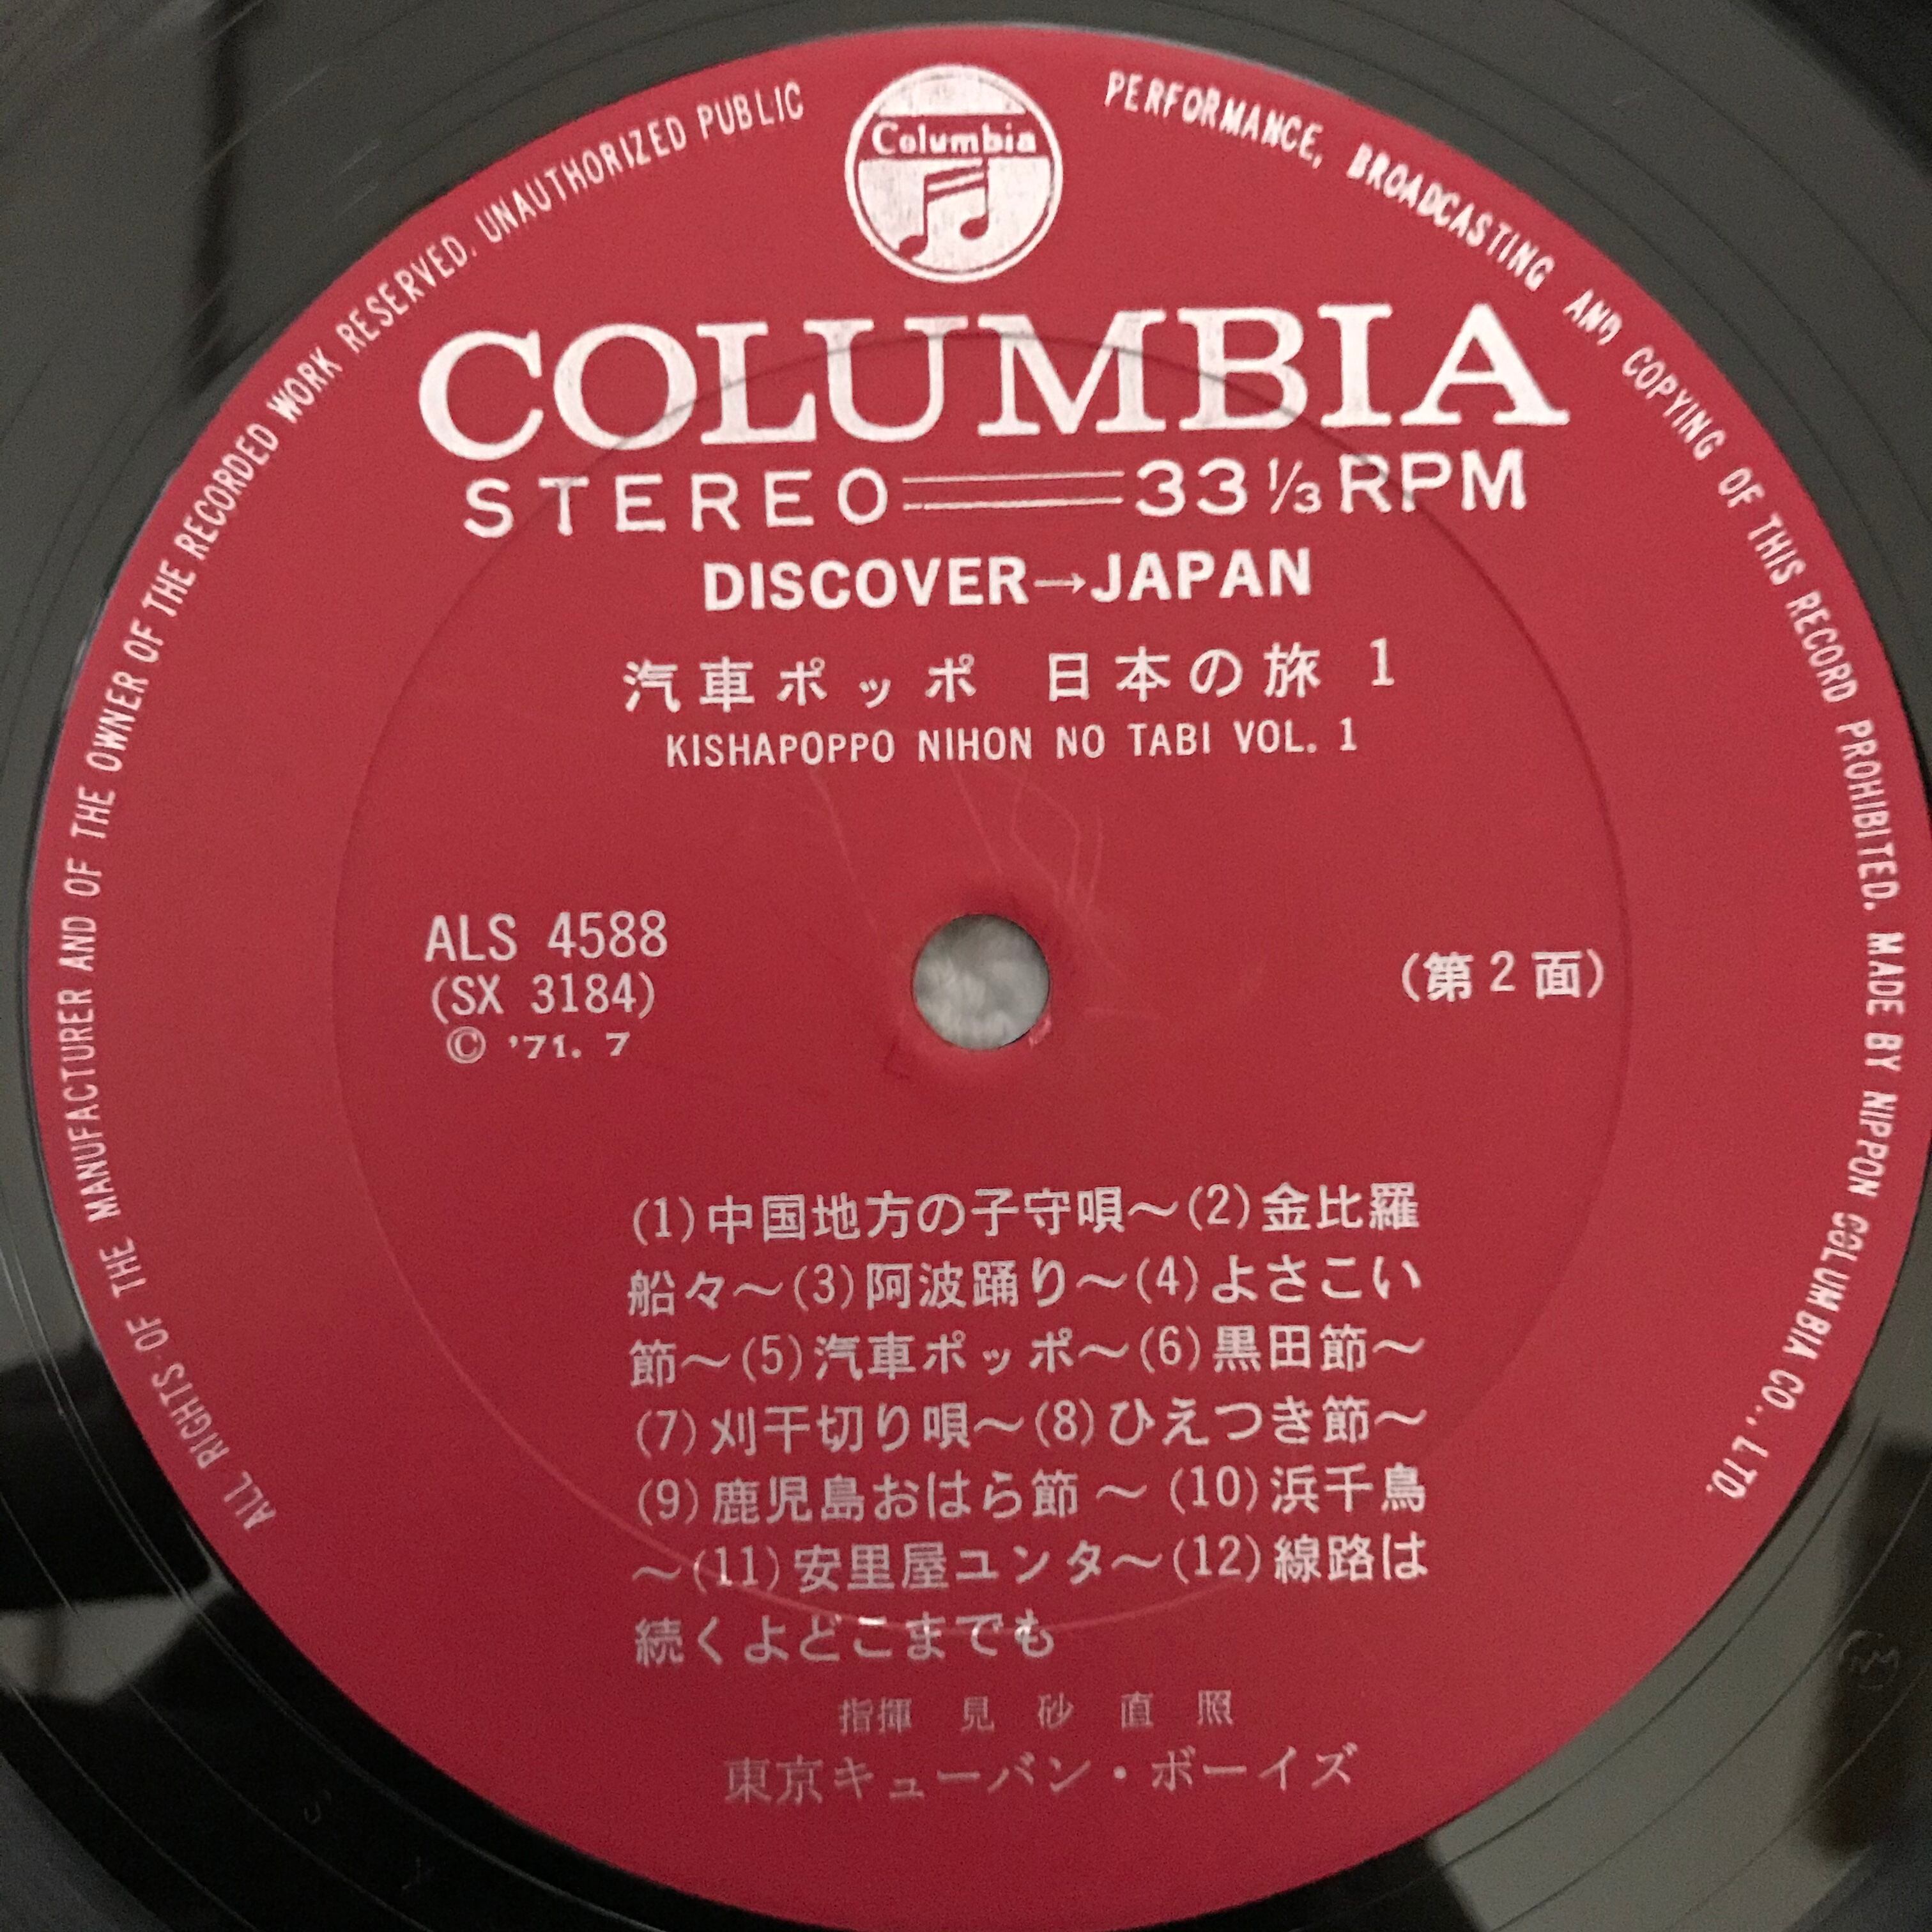 ALL RIGHTS OF THE MANUFACTURER AND OF THE OWNER OF THE RECORDED WORK RESERVED. UNAUTHORIZED PUBLIC PERFORMANCE, BROADCASTING AND COPYING OF THIS RECORD PROHIBITED. MADE BY NIPPON COLUMBIA CO., LTD.
Columbia
COLUMBIA
STEREO 33 1/3 RPM
DISCOVER→JAPAN
汽車ポッポ 日本の旅 1
KISHAPOPPO NIHON NO TABI VOL. 1
ALS 4588
(SX 3184)
© '71. 7
(第2面)
(1)中国地方の子守唄～(2)金比羅
船々～(3)阿波踊り～(4)よさこい
節～(5)汽車ポッポ～(6)黒田節～
(7)刈干切り唄～(8)ひえつき節～
(9)鹿児島おはら節～(10)浜千鳥
～(11)安里屋ユンタ～(12)線路は
続くよどこまでも
指揮 見砂直照
東京キューバン・ボーイズ